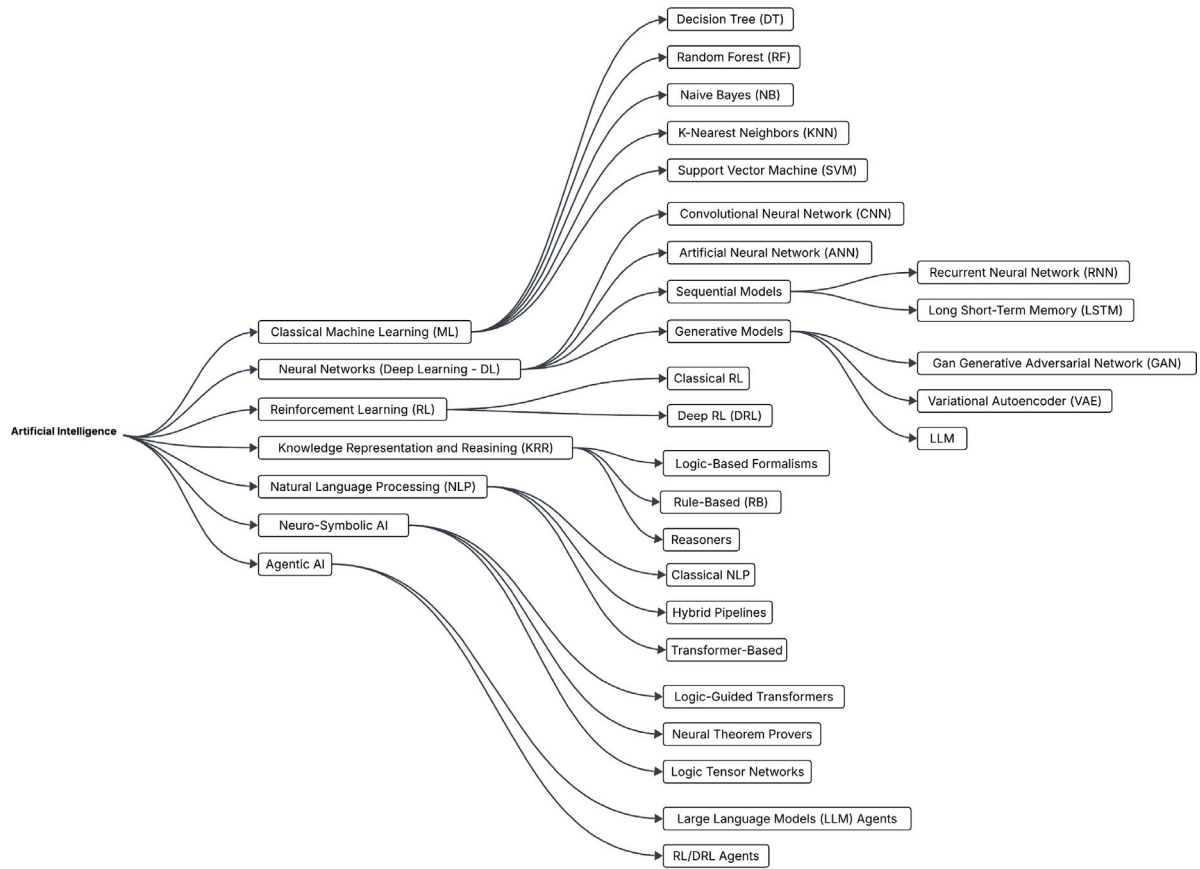 Artificial Intelligence
Classical Machine Learning (ML)
Neural Networks (Deep Learning - DL)
Reinforcement Learning (RL)
Knowledge Representation and Reasining (KRR)
Natural Language Processing (NLP)
Neuro-Symbolic AI
Agentic AI
Decision Tree (DT)
Random Forest (RF)
Naive Bayes (NB)
K-Nearest Neighbors (KNN)
Support Vector Machine (SVM)
Convolutional Neural Network (CNN)
Artificial Neural Network (ANN)
Sequential Models
Generative Models
Classical RL
Deep RL (DRL)
Logic-Based Formalisms
Rule-Based (RB)
Reasoners
Classical NLP
Hybrid Pipelines
Transformer-Based
Logic-Guided Transformers
Neural Theorem Provers
Logic Tensor Networks
Large Language Models (LLM) Agents
RL/DRL Agents
Recurrent Neural Network (RNN)
Long Short-Term Memory (LSTM)
Gan Generative Adversarial Network (GAN)
Variational Autoencoder (VAE)
LLM